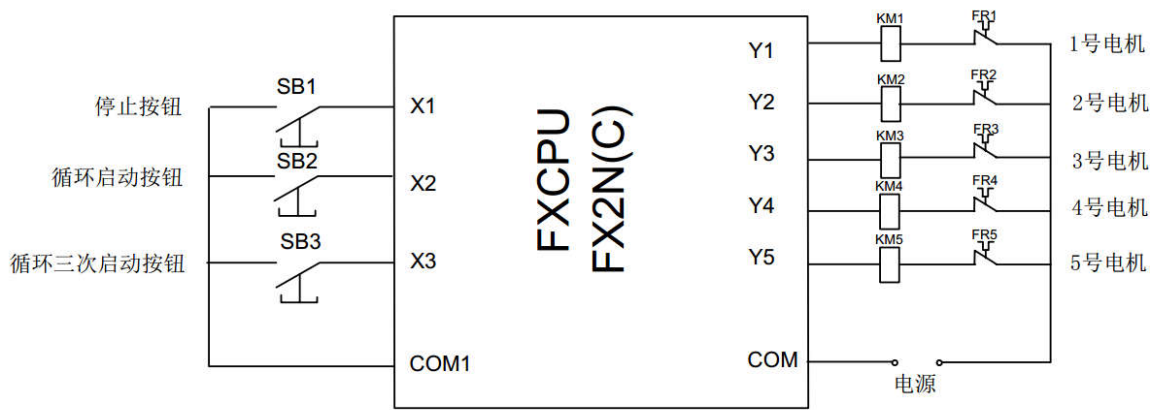 停止按钮
SB1
X1
循环启动按钮
SB2
X2
循环三次启动按钮
SB3
X3
COM1
FXCPU
FX2N(C)
Y1
KM1
FR1
1号电机
Y2
KM2
FR2
2号电机
Y3
KM3
FR3
3号电机
Y4
KM4
FR4
4号电机
Y5
KM5
FR5
5号电机
COM
电源